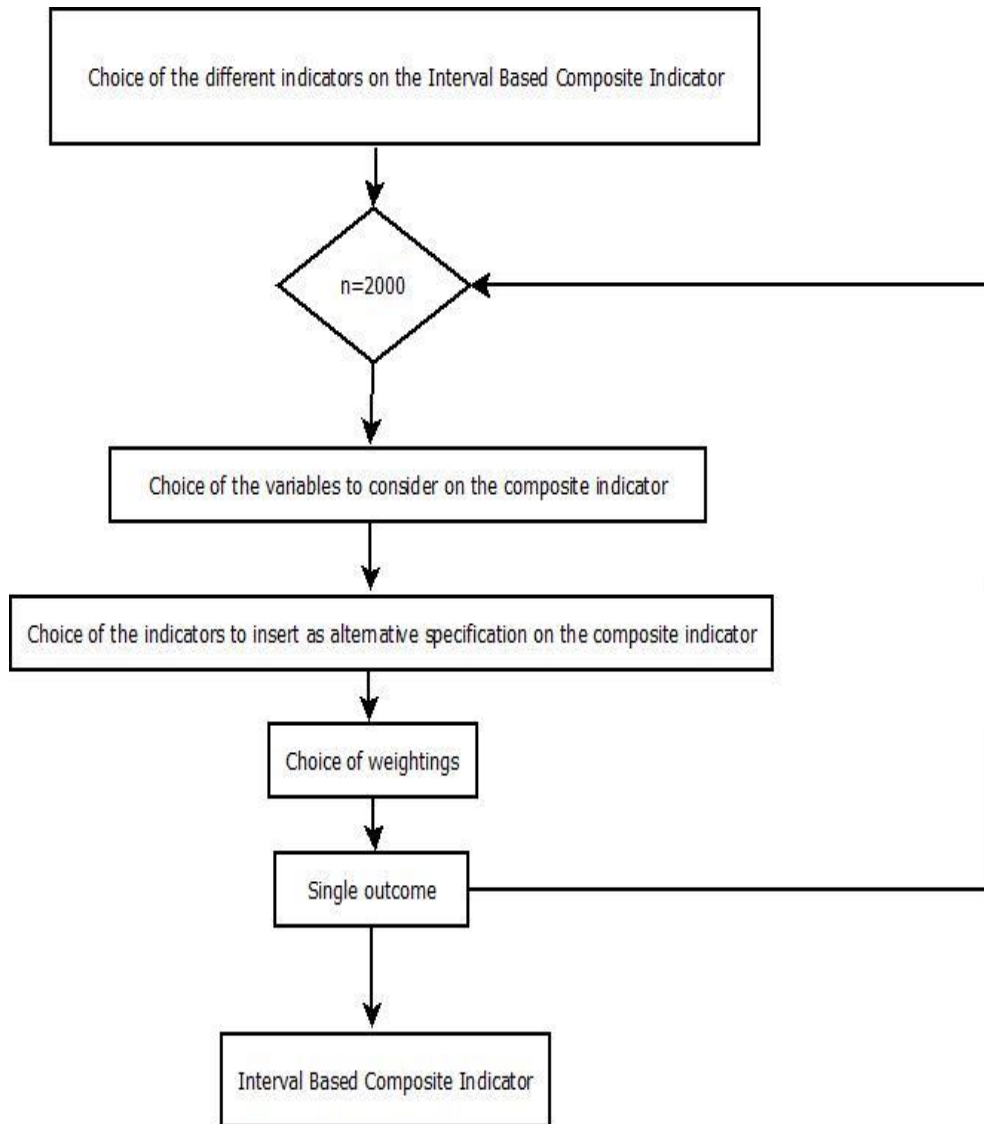 Choice of the different indicators on the Interval Based Composite Indicator
n=2000
Choice of the variables to consider on the composite indicator
Choice of the indicators to insert as alternative specification on the composite indicator
Choice of weightings
Single outcome
Interval Based Composite Indicator